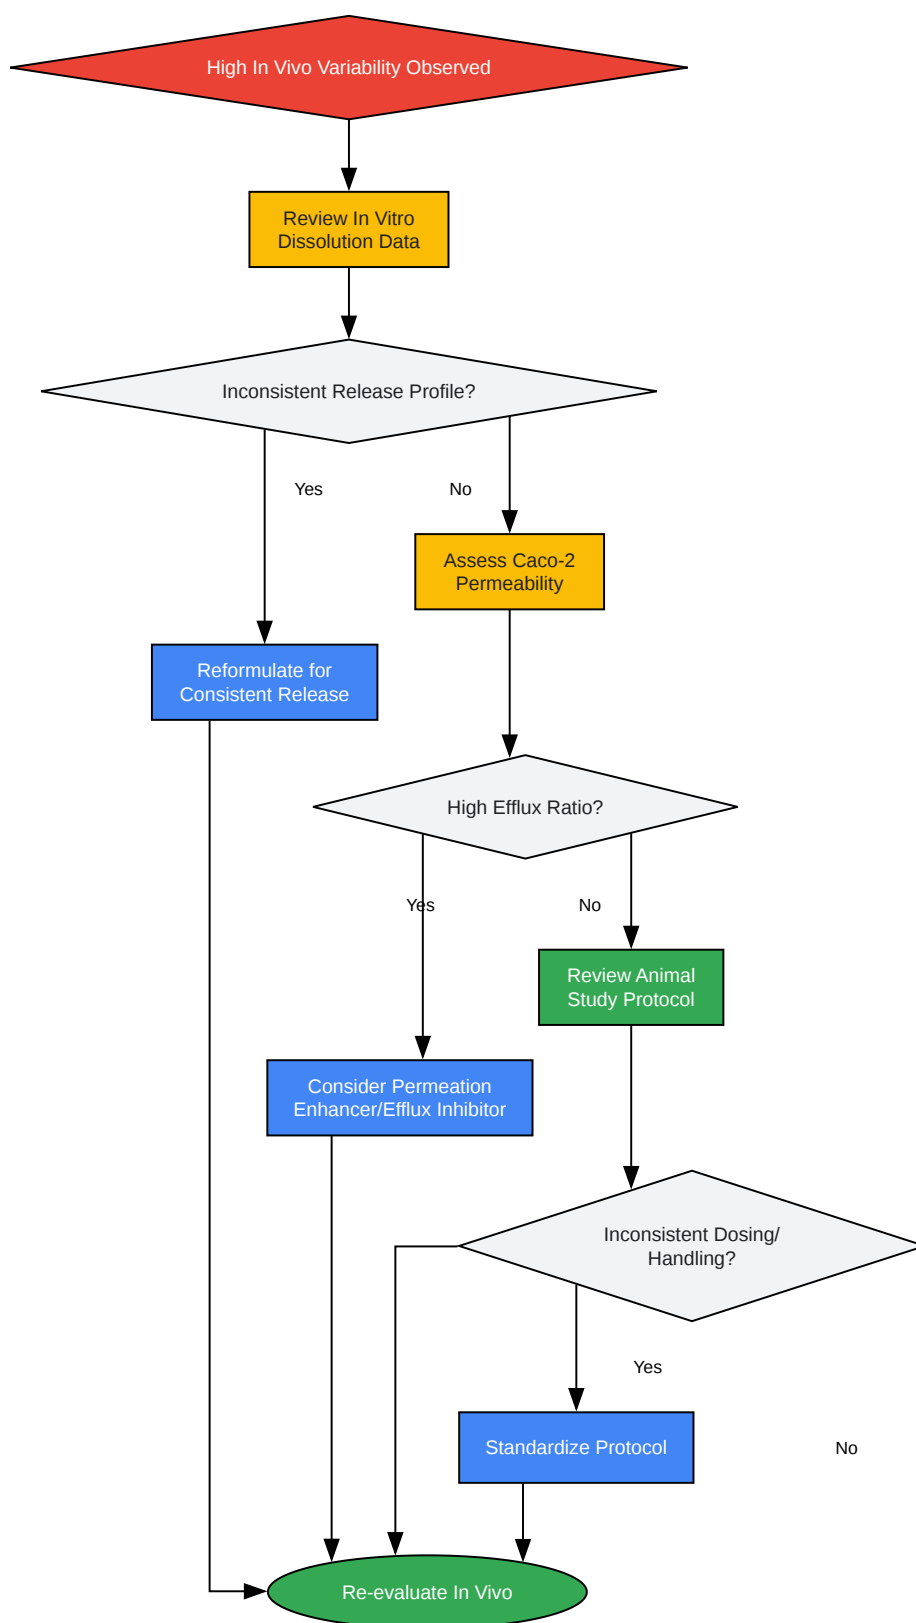 High In Vivo Variability Observed
Review In Vitro
Dissolution Data
Inconsistent Release Profile?
Yes
No
Assess Caco-2
Permeability
Reformulate for
Consistent Release
High Efflux Ratio?
Yes
No
Review Animal
Study Protocol
Consider Permeation
Enhancer/Efflux Inhibitor
Inconsistent Dosing/
Handling?
Yes
Standardize Protocol
No
Re-evaluate In Vivo